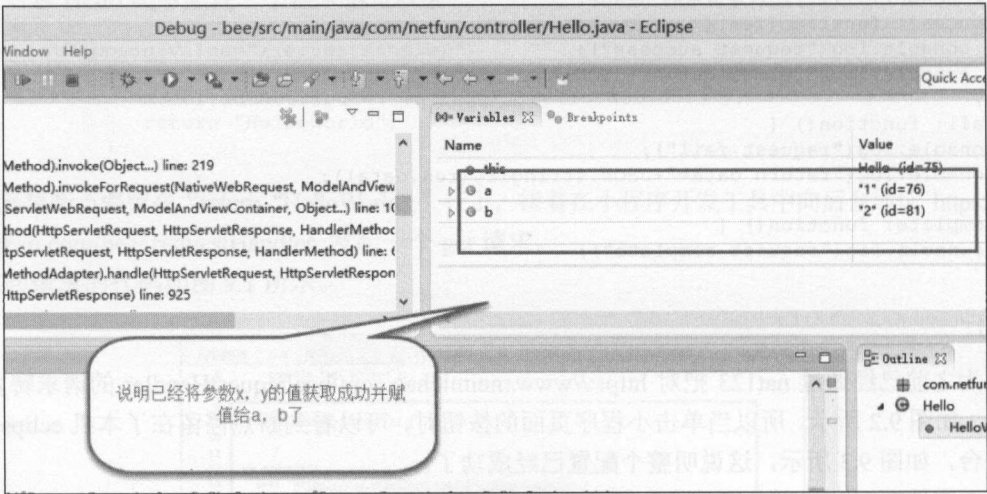 Debug - bee/src/main/java/com/netfun/controller/Hello.java - Eclipse
Window Help
Quick Acce
Variables Breakpoints
Name Value
this Hello (id=75)
a "1" (id=76)
b "2" (id=81)
Method).invoke(Object...) line: 219
Method).invokeForRequest(NativeWebRequest, ModelAndView
ServletWebRequest, ModelAndViewContainer, Object...) line: 10
thod(HttpServletRequest, HttpServletResponse, HandlerMethod
tpServletRequest, HttpServletResponse, HandlerMethod) line: (
MethodAdapter).handle(HttpServletRequest, HttpServletRespon
HttpServletResponse) line: 925
说明已经将参数x，y的值获取成功并赋
值给a，b了
Outline
com.netfun
Hello
HelloW